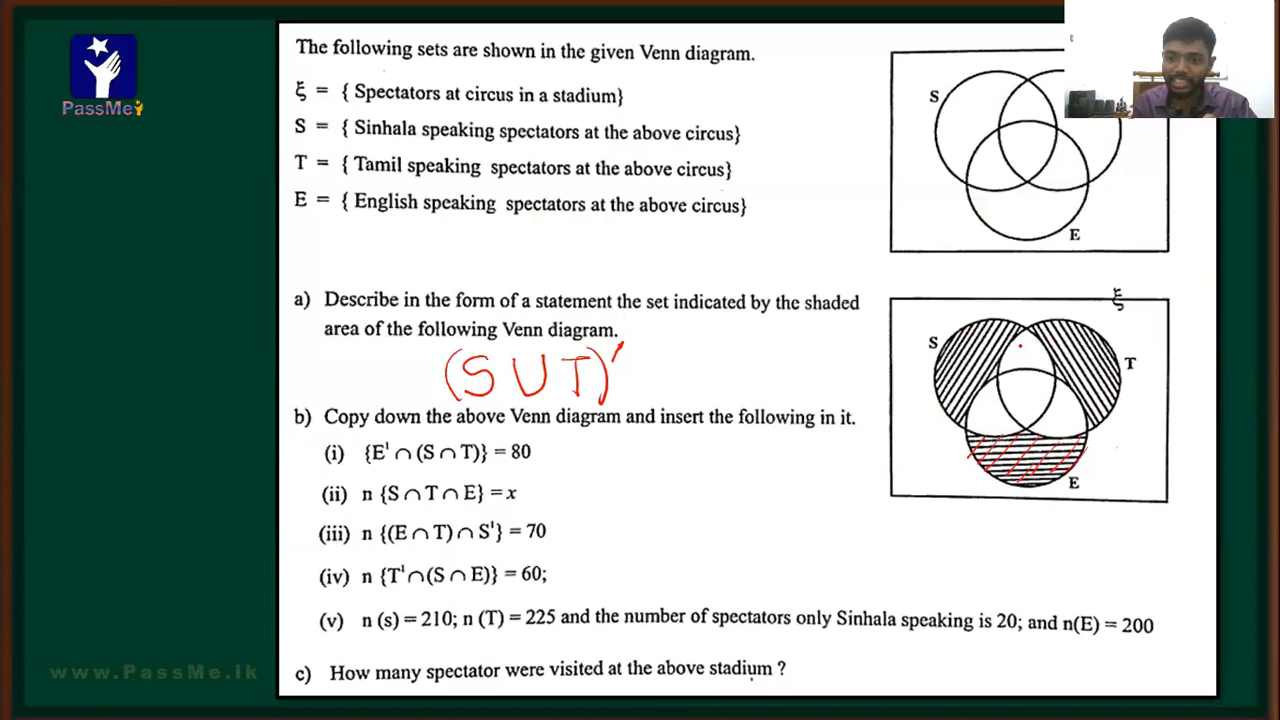 PassMe
The following sets are shown in the given Venn diagram.
ξ = { Spectators at circus in a stadium}
S = { Sinhala speaking spectators at the above circus}
T = { Tamil speaking spectators at the above circus}
E = { English speaking spectators at the above circus}
S
E
a) Describe in the form of a statement the set indicated by the shaded
area of the following Venn diagram.
(S U T)'
ξ
S
T
E
b) Copy down the above Venn diagram and insert the following in it.
(i) {E' ∩ (S ∩ T)} = 80
(ii) n {S ∩ T ∩ E} = x
(iii) n {(E ∩ T) ∩ S'} = 70
(iv) n {T' ∩ (S ∩ E)} = 60;
(v) n (s) = 210; n (T) = 225 and the number of spectators only Sinhala speaking is 20; and n(E) = 200
c) How many spectator were visited at the above stadium ?
www.PassMe.lk